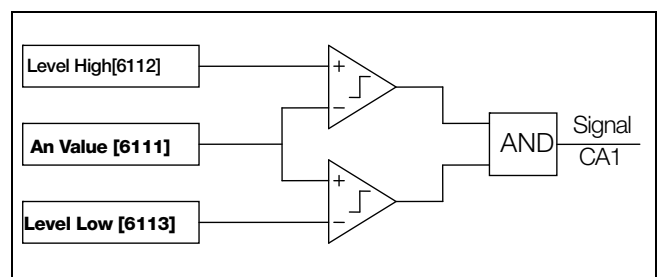 Level High[6112]
+
−
An Value [6111]
AND
Signal
CA1
+
−
Level Low [6113]